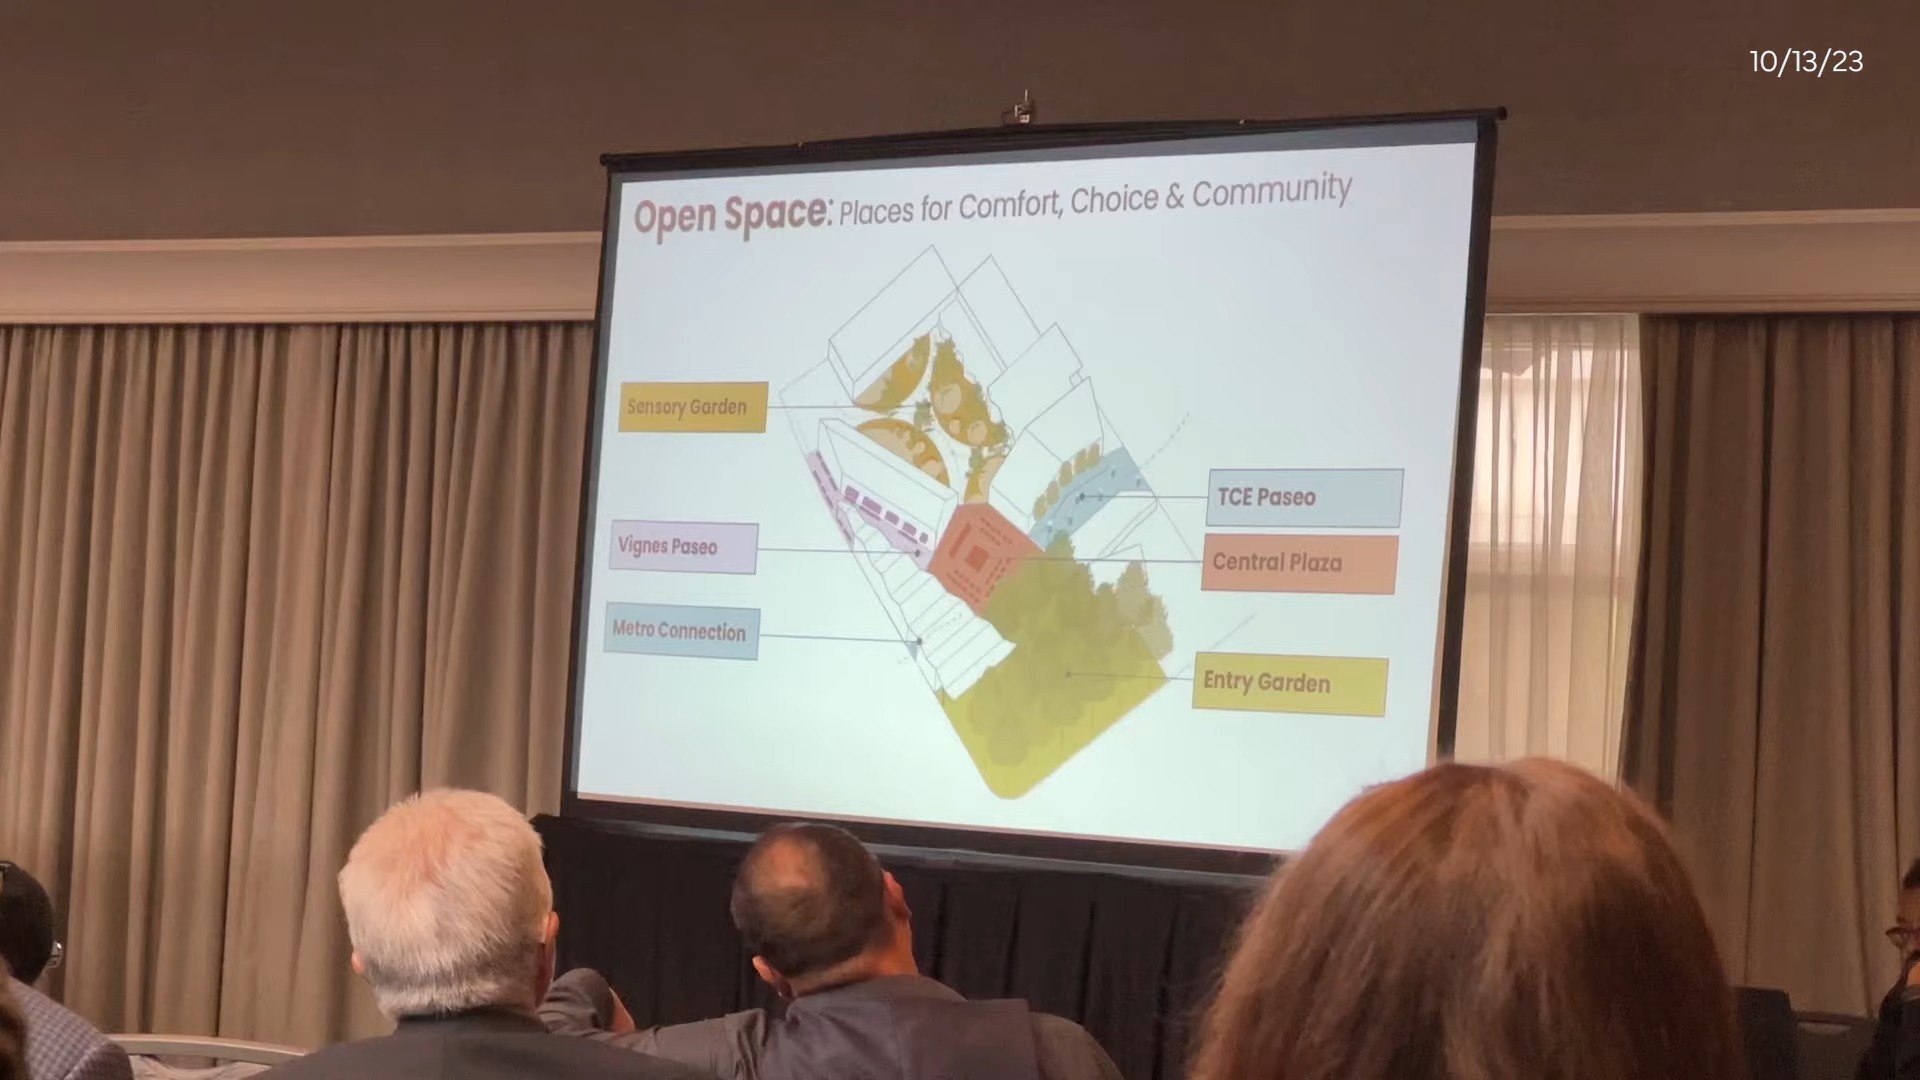 10/13/23
Open Space: Places for Comfort, Choice & Community
Sensory Garden
TCE Paseo
Vignes Paseo
Central Plaza
Metro Connection
Entry Garden